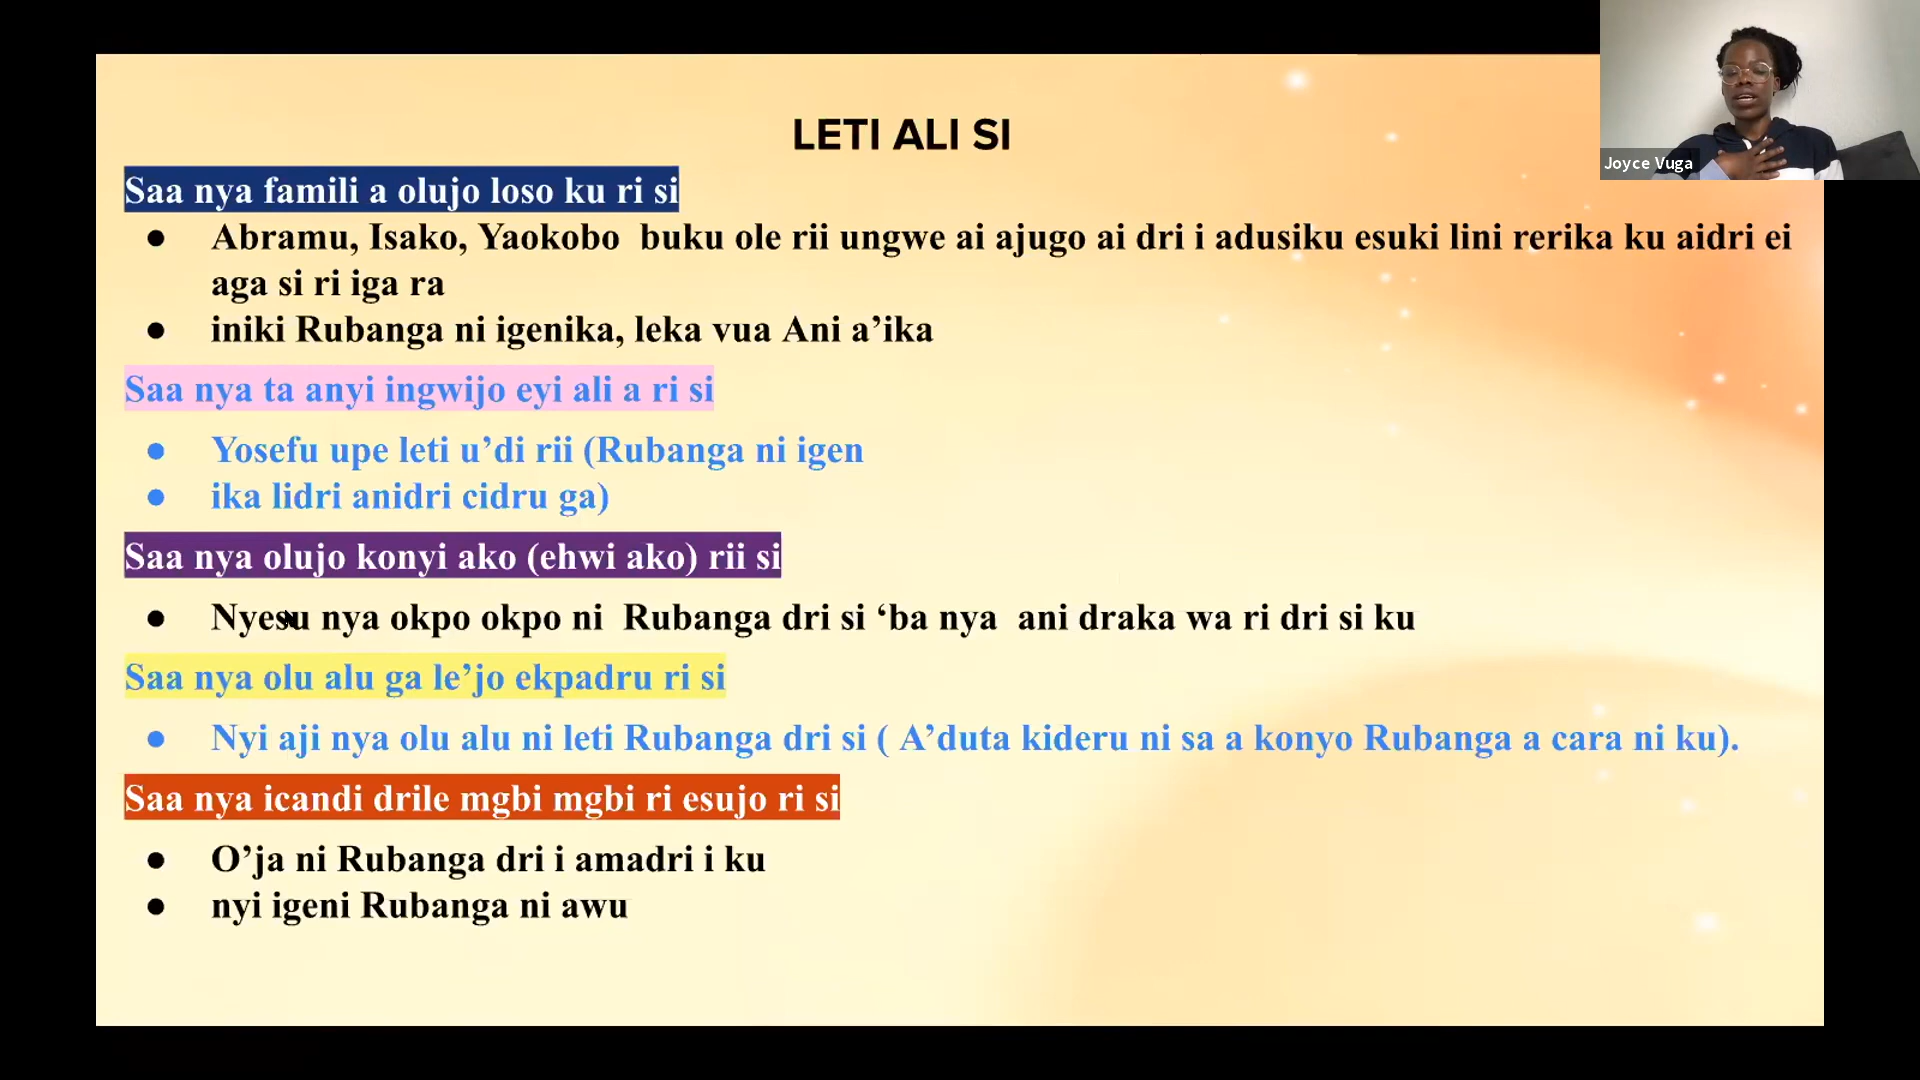 LETI ALI SI
Joyce Vuga
Saa nya famili a olujo loso ku ri si
● Abramu, Isako, Yaokobo buku ole rii ungwe ai ajugo ai dri i adusiku esuki lini rerika ku aidri ei
aga si ri iga ra
● iniki Rubanga ni igenika, leka vua Ani a’ika
Saa nya ta anyi ingwijo eyi ali a ri si
● Yosefu upe leti u’di rii (Rubanga ni igen
● ika lidri anidri cidru ga)
Saa nya olujo konyi ako (ehwi ako) rii si
● Nyesu nya okpo okpo ni Rubanga dri si ‘ba nya ani draka wa ri dri si ku
Saa nya olu alu ga le’jo ekpadru ri si
● Nyi aji nya olu alu ni leti Rubanga dri si ( A’duta kideru ni sa a konyo Rubanga a cara ni ku).
Saa nya icandi drile mgbi mgbi ri esujo ri si
● O’ja ni Rubanga dri i amadri i ku
● nyi igeni Rubanga ni awu